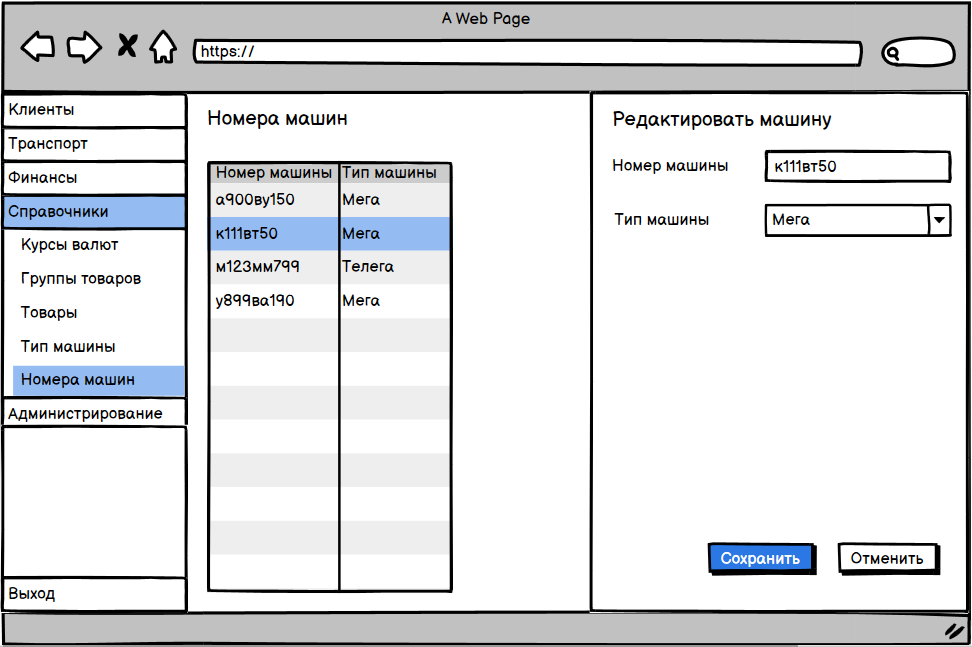 A Web Page
https://
Клиенты
Транспорт
Финансы
Справочники
Курсы валют
Группы товаров
Товары
Тип машины
Номера машин
Администрирование
Выход
Номера машин
Номер машины Тип машины
а900ву150 Мега
к111вт50 Мега
м123мм799 Телега
у899ва190 Мега
Редактировать машину
Номер машины к111вт50
Тип машины Мега
Сохранить Отменить